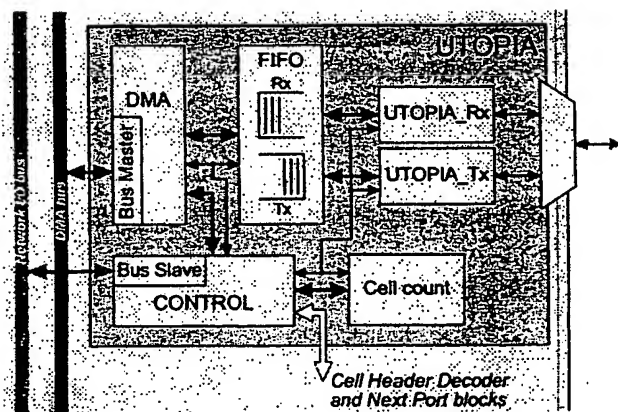 UTOPIA
FIFO
Rx
DMA
UTOPIA_Rx
Bus Master
UTOPIA_Tx
Tx
Network I/O bus
DMA bus
Bus Slave
CONTROL
Cell count
Cell Header Decoder
and Next Port blocks